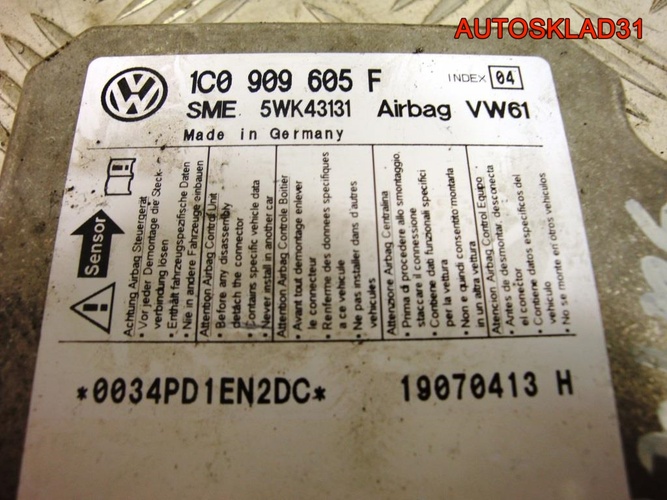 AUTOSKLAD31
1C0 909 605 F
INDEX 04
SME 5WK43131 Airbag VW61
Made in Germany
Sensor
Achtung Airbag Steuergerät
• Vor jeder Demontage die Steck-
verbindung lösen
• Enthält fahrzeugspezifische Daten
• Nie in andere Fahrzeuge einbauen
Attention Airbag Control Unit
• Before any disassembly
detach the connector
• Contains specific vehicle data
• Never install in another car
Attention Airbag Controle Boitier
• Avant tout demontage enlever
le connecteur
• Renferme des données spécifiques
a ce vehicule
• Ne pas installer dans d'autres
vehicules
Attenzione Airbag Centralina
• Prima di procedere allo smontaggio,
staccare il connessione
• Contiene dati funzionali specifici
per la vettura
• Non e quindi consentito montarla
in un altra vettura
Atencion Airbag Control Equipo
• Antes de desmontar, desconecta
el conector
• Contiene datos específicos del
vehiculo
• No se monte en otros vehículos
*0034PD1EN2DC*
19070413 H